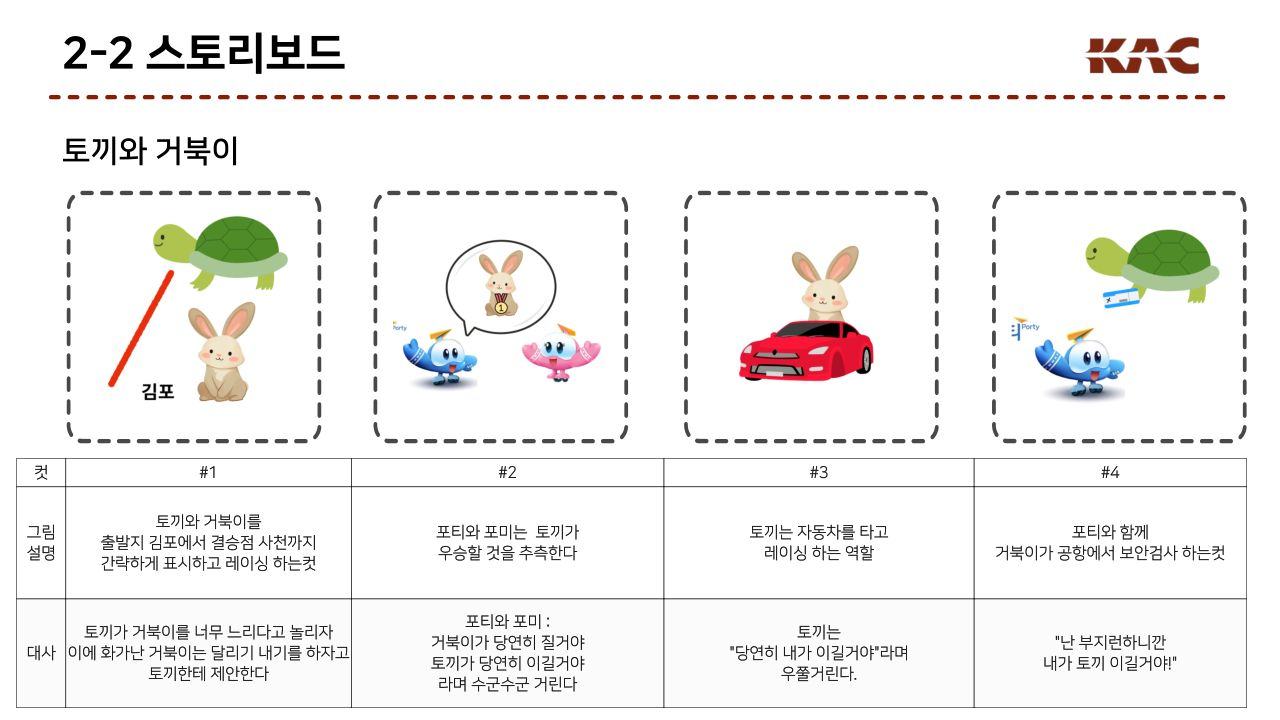 2-2 스토리보드
KAC
토끼와 거북이
김포
Porty
1
Porty
컷
#1
#2
#3
#4
그림
설명
토끼와 거북이를
출발지 김포에서 결승점 사천까지
간략하게 표시하고 레이싱 하는컷
포티와 포미는 토끼가
우승할 것을 추측한다
토끼는 자동차를 타고
레이싱 하는 역할
포티와 함께
거북이가 공항에서 보안검사 하는컷
대사
토끼가 거북이를 너무 느리다고 놀리자
이에 화가난 거북이는 달리기 내기를 하자고
토끼한테 제안한다
포티와 포미 :
거북이가 당연히 질거야
토끼가 당연히 이길거야
라며 수군수군 거린다
토끼는
"당연히 내가 이길거야"라며
우쭐거린다.
"난 부지런하니깐
내가 토끼 이길거야!"